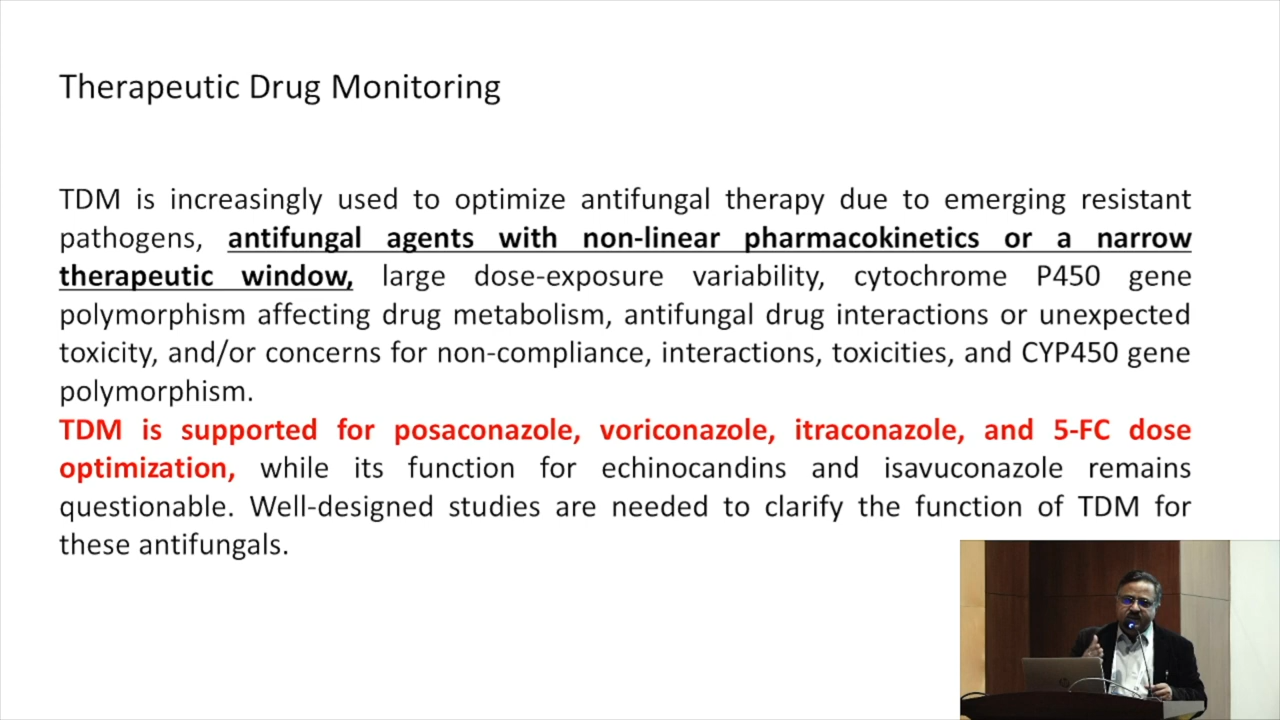 Therapeutic Drug Monitoring
TDM is increasingly used to optimize antifungal therapy due to emerging resistant
pathogens, antifungal agents with non-linear pharmacokinetics or a narrow
therapeutic window, large dose-exposure variability, cytochrome P450 gene
polymorphism affecting drug metabolism, antifungal drug interactions or unexpected
toxicity, and/or concerns for non-compliance, interactions, toxicities, and CYP450 gene
polymorphism.
TDM is supported for posaconazole, voriconazole, itraconazole, and 5-FC dose
optimization, while its function for echinocandins and isavuconazole remains
questionable. Well-designed studies are needed to clarify the function of TDM for
these antifungals.